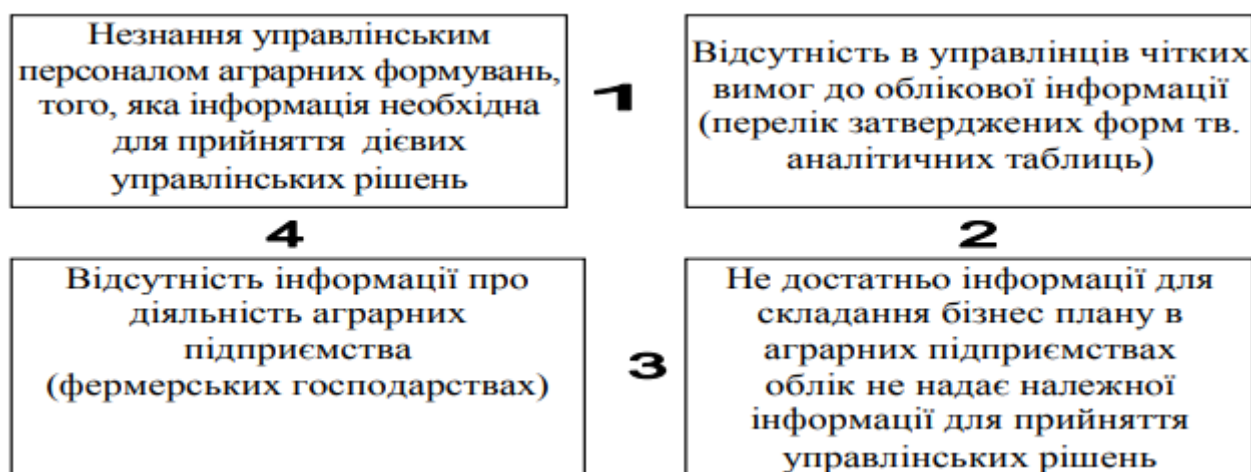 Незнання управлінським
персоналом аграрних формувань,
того, яка інформація необхідна
для прийняття дієвих
управлінських рішень
1
Відсутність в управлінців чітких
вимог до облікової інформації
(перелік затверджених форм тв.
аналітичних таблиць)
4
2
Відсутність інформації про
діяльність аграрних
підприємства
(фермерських господарствах)
3
Не достатньо інформації для
складання бізнес плану в
аграрних підприємствах
облік не надає належної
інформації для прийняття
управлінських рішень